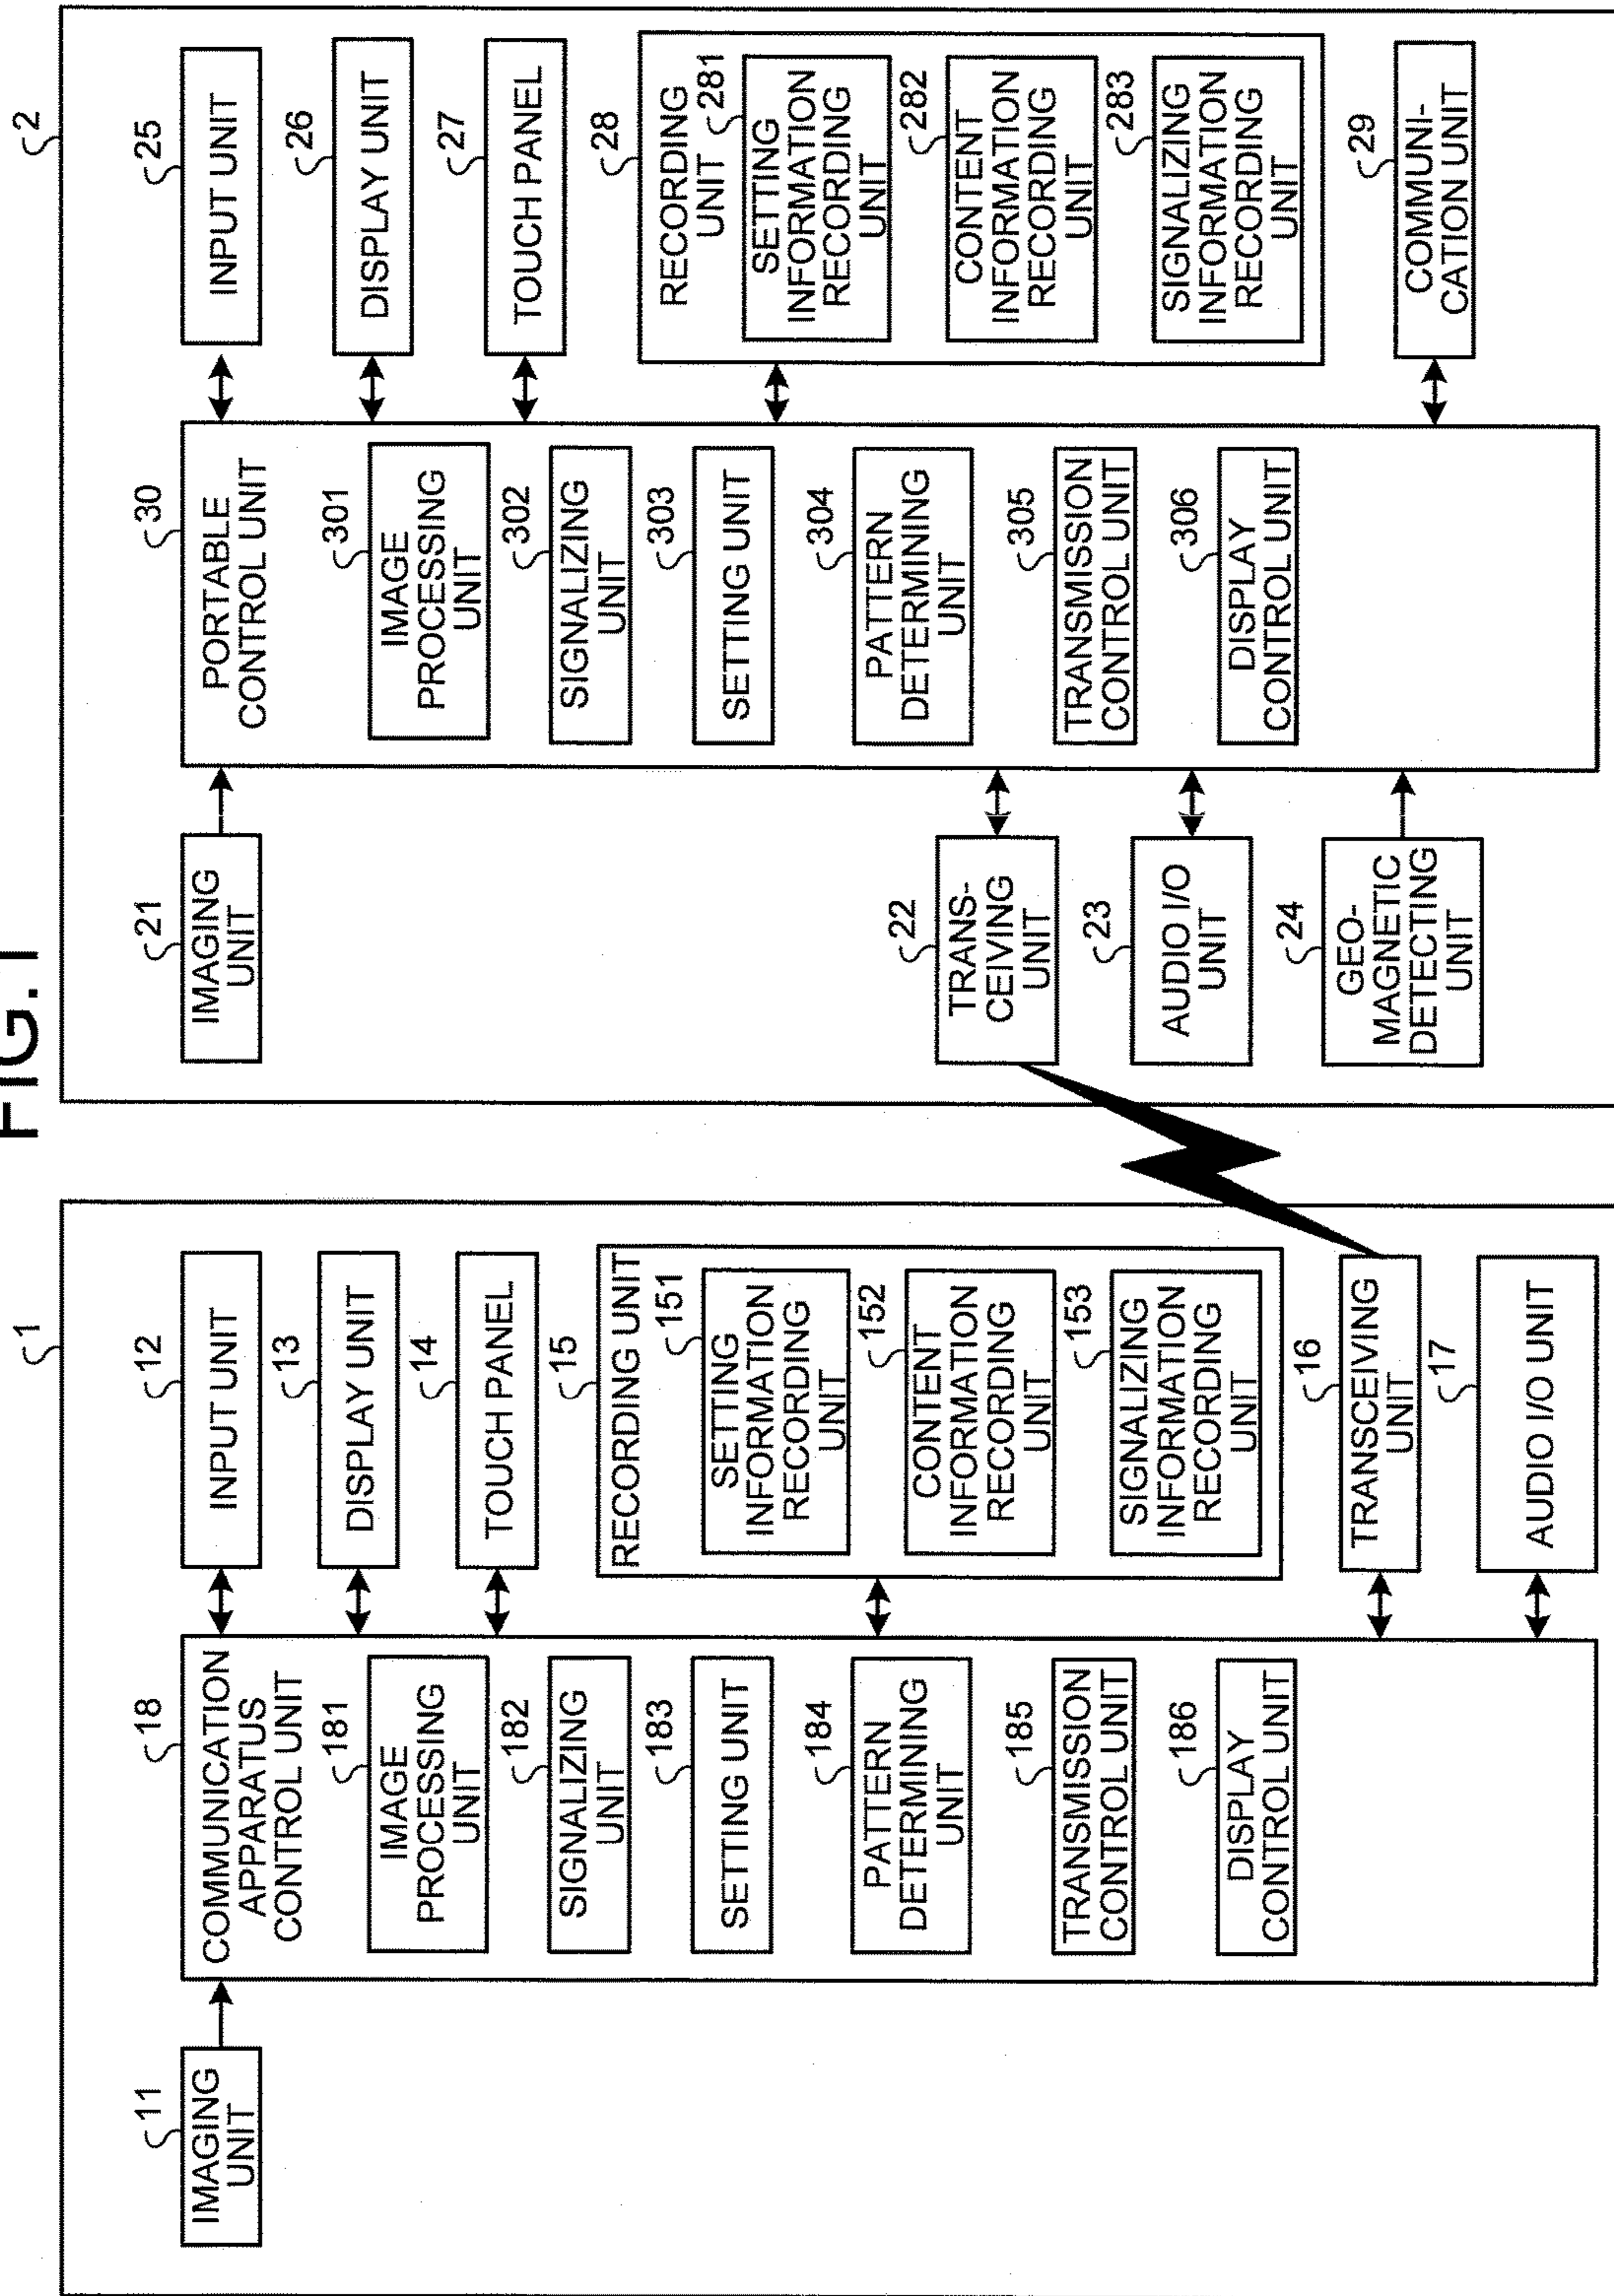 FIG.1
1
11
IMAGING
UNIT
18
COMMUNICATION
APPARATUS
CONTROL UNIT
181
IMAGE
PROCESSING
UNIT
182
SIGNALIZING
UNIT
183
SETTING UNIT
184
PATTERN
DETERMINING
UNIT
185
TRANSMISSION
CONTROL UNIT
186
DISPLAY
CONTROL UNIT
12
INPUT UNIT
13
DISPLAY UNIT
14
TOUCH PANEL
15
RECORDING UNIT
151
SETTING
INFORMATION
RECORDING
UNIT
152
CONTENT
INFORMATION
RECORDING
UNIT
153
SIGNALIZING
INFORMATION
RECORDING
UNIT
16
TRANSCEIVING
UNIT
17
AUDIO I/O UNIT
2
21
IMAGING
UNIT
22
TRANS-
CEIVING
UNIT
23
AUDIO I/O
UNIT
24
GEO-
MAGNETIC
DETECTING
UNIT
30
PORTABLE
CONTROL UNIT
301
IMAGE
PROCESSING
UNIT
302
SIGNALIZING
UNIT
303
SETTING UNIT
304
PATTERN
DETERMINING
UNIT
305
TRANSMISSION
CONTROL UNIT
306
DISPLAY
CONTROL UNIT
25
INPUT UNIT
26
DISPLAY UNIT
27
TOUCH PANEL
28
RECORDING
UNIT
281
SETTING
INFORMATION
RECORDING
UNIT
282
CONTENT
INFORMATION
RECORDING
UNIT
283
SIGNALIZING
INFORMATION
RECORDING
UNIT
29
COMMUNI-
CATION UNIT